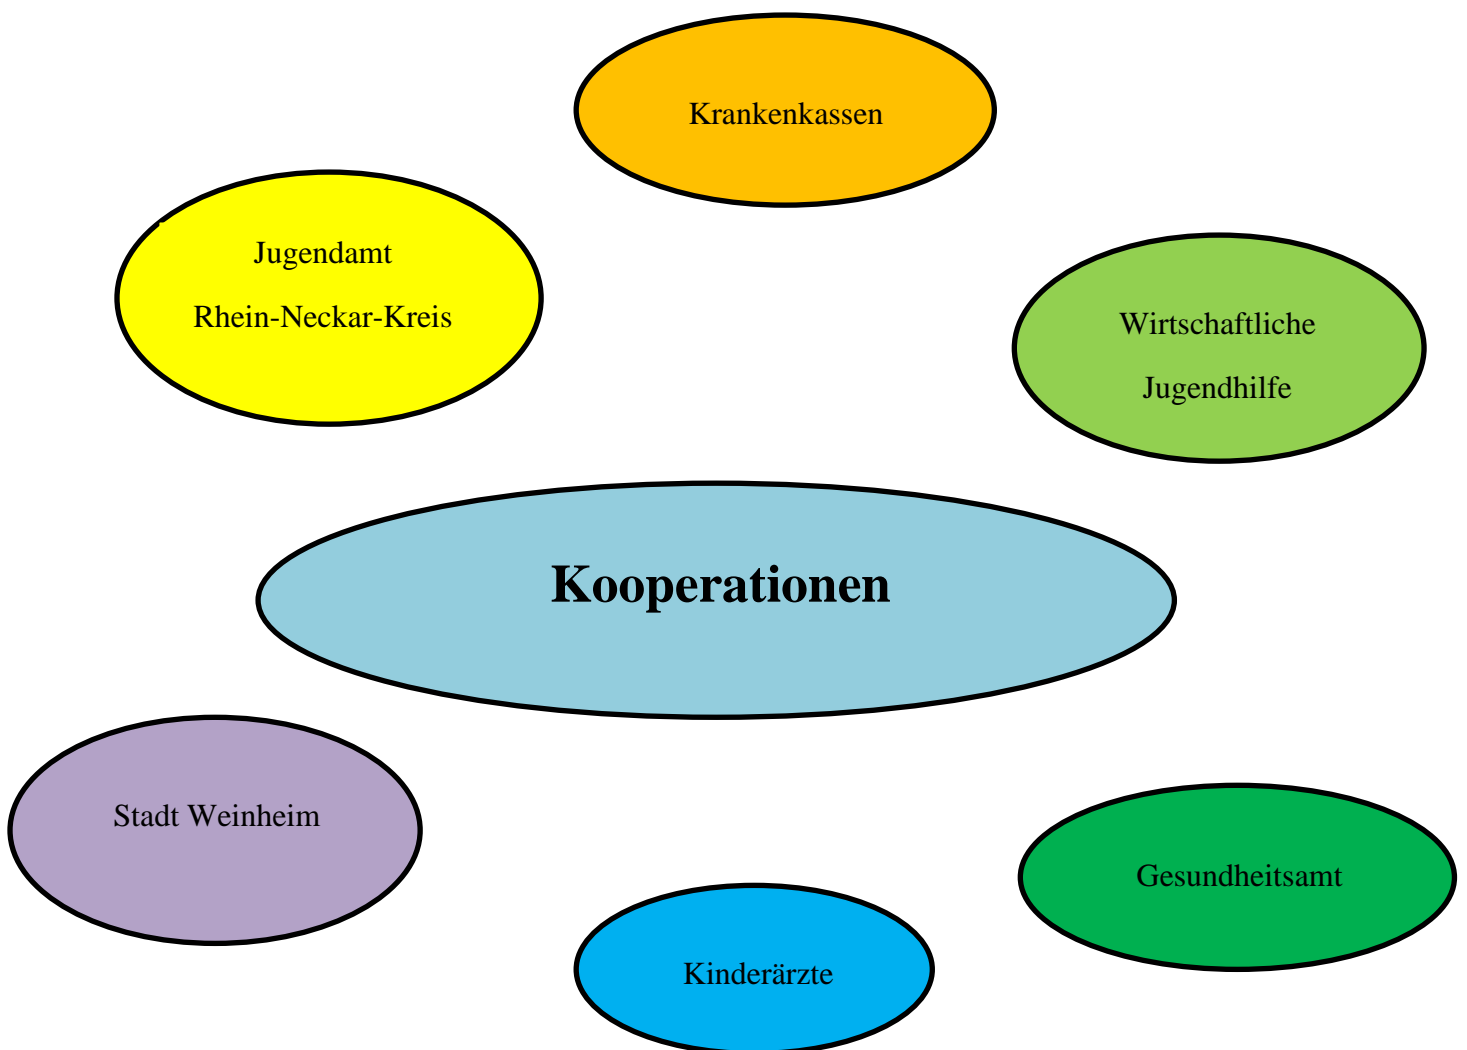 Krankenkassen
Jugendamt
Rhein-Neckar-Kreis
Wirtschaftliche
Jugendhilfe
Kooperationen
Stadt Weinheim
Gesundheitsamt
Kinderärzte